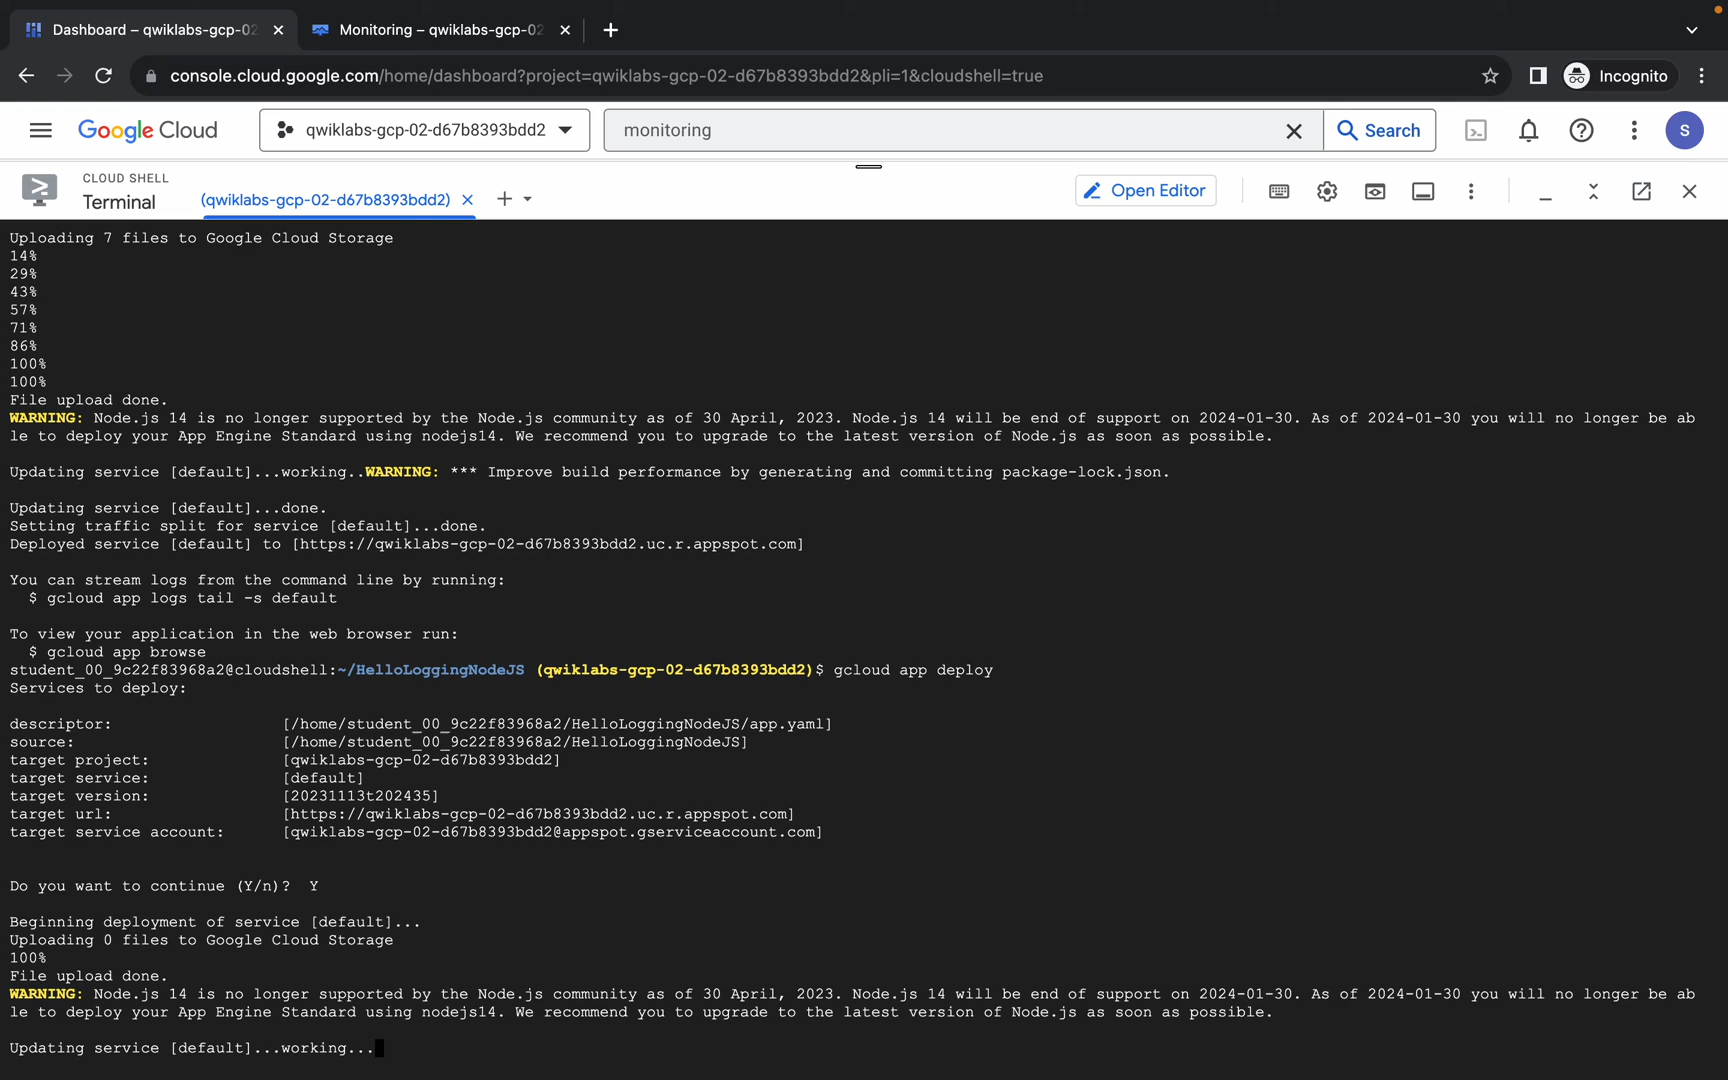 Dashboard – qwiklabs-gcp-02
Monitoring – qwiklabs-gcp-02
console.cloud.google.com/home/dashboard?project=qwiklabs-gcp-02-d67b8393bdd2&pli=1&cloudshell=true
Incognito
Google Cloud
qwiklabs-gcp-02-d67b8393bdd2
monitoring
Search
S
CLOUD SHELL
Terminal
(qwiklabs-gcp-02-d67b8393bdd2)
Open Editor
Uploading 7 files to Google Cloud Storage
14%
29%
43%
57%
71%
86%
100%
100%
File upload done.
WARNING: Node.js 14 is no longer supported by the Node.js community as of 30 April, 2023. Node.js 14 will be end of support on 2024-01-30. As of 2024-01-30 you will no longer be ab
le to deploy your App Engine Standard using nodejs14. We recommend you to upgrade to the latest version of Node.js as soon as possible.
Updating service [default]...working..WARNING: *** Improve build performance by generating and committing package-lock.json.
Updating service [default]...done.
Setting traffic split for service [default]...done.
Deployed service [default] to [https://qwiklabs-gcp-02-d67b8393bdd2.uc.r.appspot.com]
You can stream logs from the command line by running:
$ gcloud app logs tail -s default
To view your application in the web browser run:
$ gcloud app browse
student_00_9c22f83968a2@cloudshell:~/HelloLoggingNodeJS (qwiklabs-gcp-02-d67b8393bdd2)$ gcloud app deploy
Services to deploy:
descriptor: [/home/student_00_9c22f83968a2/HelloLoggingNodeJS/app.yaml]
source: [/home/student_00_9c22f83968a2/HelloLoggingNodeJS]
target project: [qwiklabs-gcp-02-d67b8393bdd2]
target service: [default]
target version: [20231113t202435]
target url: [https://qwiklabs-gcp-02-d67b8393bdd2.uc.r.appspot.com]
target service account: [qwiklabs-gcp-02-d67b8393bdd2@appspot.gserviceaccount.com]
Do you want to continue (Y/n)? Y
Beginning deployment of service [default]...
Uploading 0 files to Google Cloud Storage
100%
File upload done.
WARNING: Node.js 14 is no longer supported by the Node.js community as of 30 April, 2023. Node.js 14 will be end of support on 2024-01-30. As of 2024-01-30 you will no longer be ab
le to deploy your App Engine Standard using nodejs14. We recommend you to upgrade to the latest version of Node.js as soon as possible.
Updating service [default]...working...